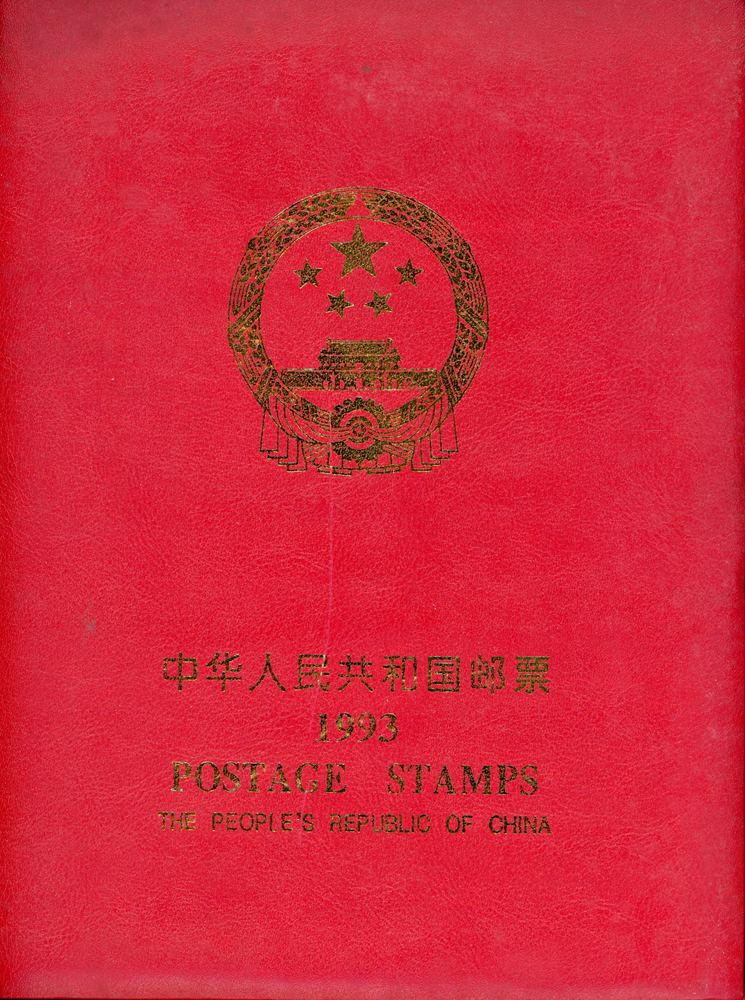 中华人民共和国邮票
1993
POSTAGE STAMPS
THE PEOPLE'S REPUBLIC OF CHINA